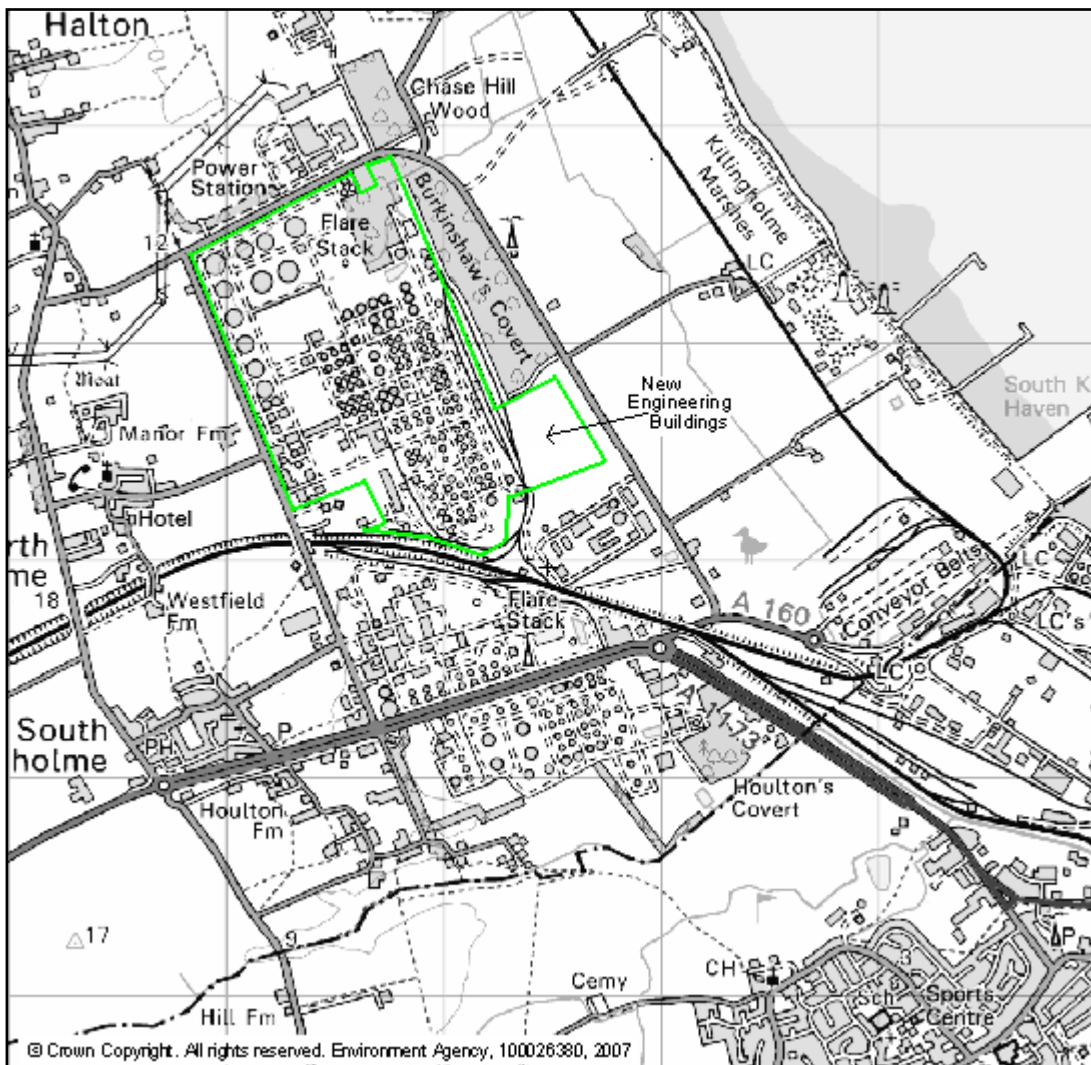 Halton
Chase Hill
Wood
Power
Station
Killingholme
Marshes
Burkinshaw's Covert
Flare
Stack
12
LC
Moat
New
Engineering
Buildings
South K
Haven
Manor Fm
Hotel
rth
me
18
Westfield
Fm
Flare
Stack
A 160
Conveyor Belts
LC
LC's
LC
South
holme
PH
P
A 1173
Houlton
Fm
Houlton's
Covert
17
9
Cemy
CH
P
3
Sch
Sports
Centre
Hill Fm
© Crown Copyright. All rights reserved. Environment Agency, 100026380, 2007